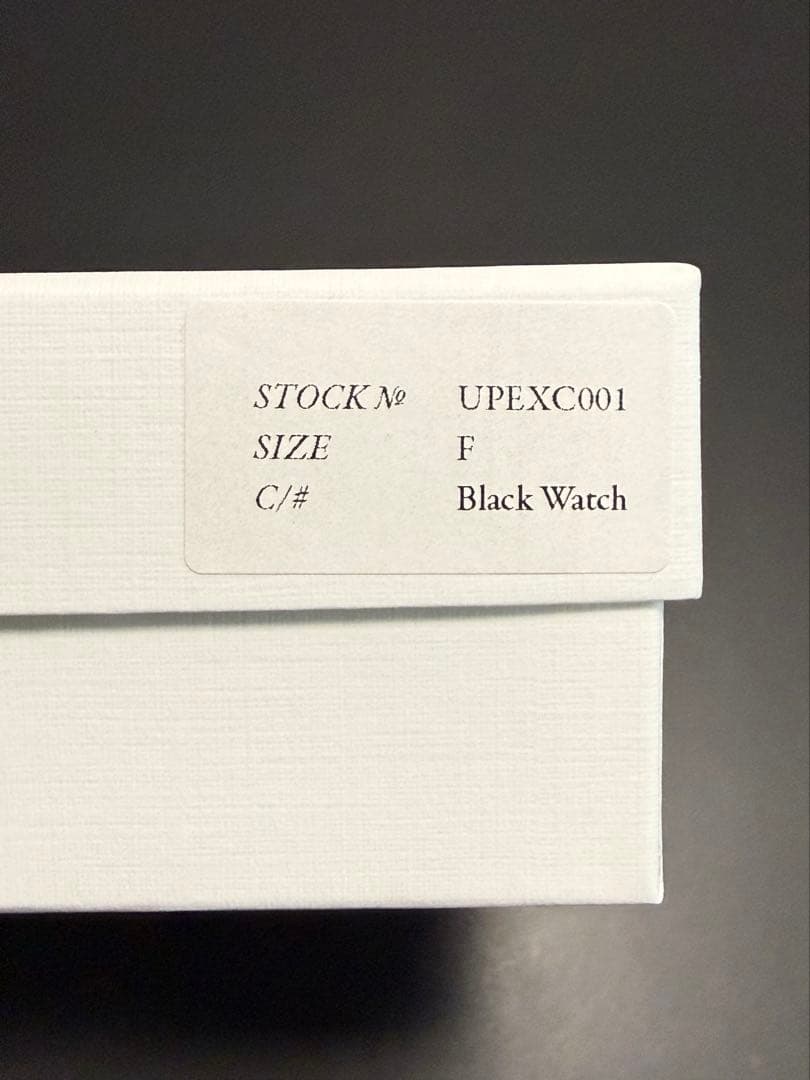 STOCK № UPEXC001
SIZE F
C/# Black Watch